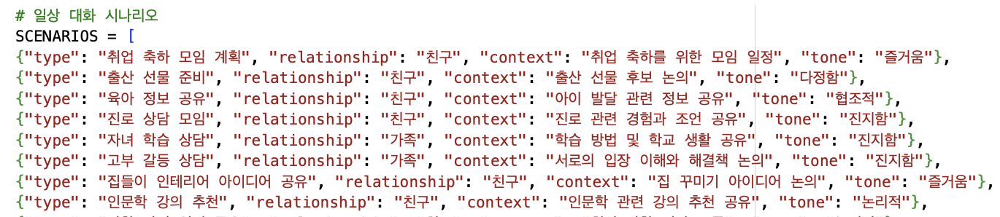 # 일상 대화 시나리오
SCENARIOS = [
{"type": "취업 축하 모임 계획", "relationship": "친구", "context": "취업 축하를 위한 모임 일정", "tone": "즐거움"},
{"type": "출산 선물 준비", "relationship": "친구", "context": "출산 선물 후보 논의", "tone": "다정함"},
{"type": "육아 정보 공유", "relationship": "친구", "context": "아이 발달 관련 정보 공유", "tone": "협조적"},
{"type": "진로 상담 모임", "relationship": "친구", "context": "진로 관련 경험과 조언 공유", "tone": "진지함"},
{"type": "자녀 학습 상담", "relationship": "가족", "context": "학습 방법 및 학교 생활 공유", "tone": "진지함"},
{"type": "고부 갈등 상담", "relationship": "가족", "context": "서로의 입장 이해와 해결책 논의", "tone": "진지함"},
{"type": "집들이 인테리어 아이디어 공유", "relationship": "친구", "context": "집 꾸미기 아이디어 논의", "tone": "즐거움"},
{"type": "인문학 강의 추천", "relationship": "친구", "context": "인문학 관련 강의 추천 공유", "tone": "논리적"},